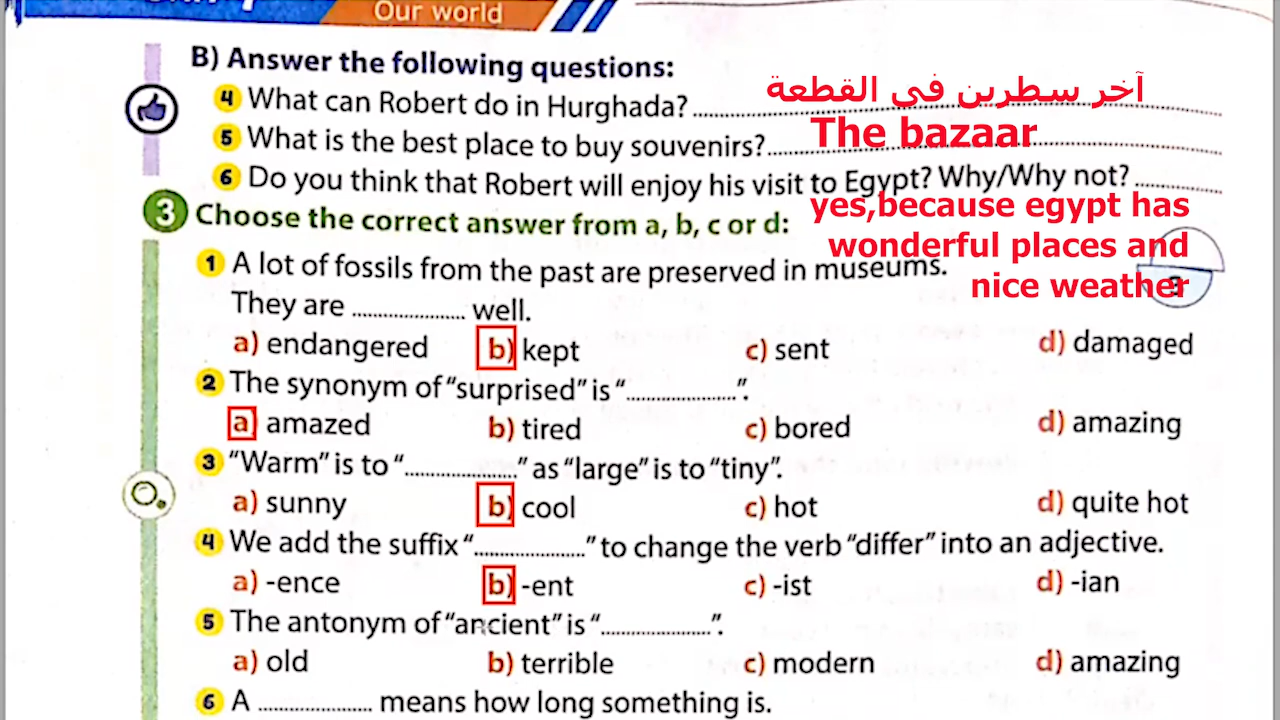 Our world
B) Answer the following questions:
4 What can Robert do in Hurghada? آخر سطرين في القطعة
5 What is the best place to buy souvenirs? The bazaar
6 Do you think that Robert will enjoy his visit to Egypt? Why/Why not?
yes,because egypt has
wonderful places and
nice weather
3 Choose the correct answer from a, b, c or d:
1 A lot of fossils from the past are preserved in museums.
They are .................... well.
a) endangered b) kept c) sent d) damaged
2 The synonym of “surprised” is “....................”.
a) amazed b) tired c) bored d) amazing
3 “Warm” is to “....................” as “large” is to “tiny”.
a) sunny b) cool c) hot d) quite hot
4 We add the suffix “....................” to change the verb “differ” into an adjective.
a) -ence b) -ent c) -ist d) -ian
5 The antonym of “ancient” is “....................”.
a) old b) terrible c) modern d) amazing
6 A .................... means how long something is.